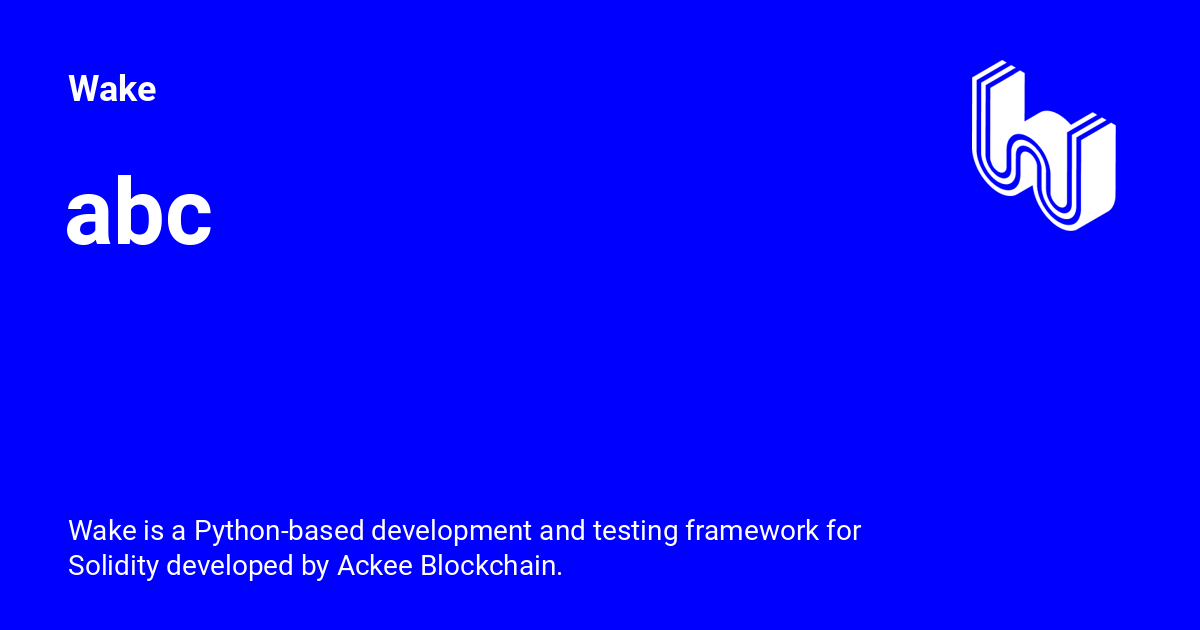 Wake
abc
Wake is a Python-based development and testing framework for
Solidity developed by Ackee Blockchain.